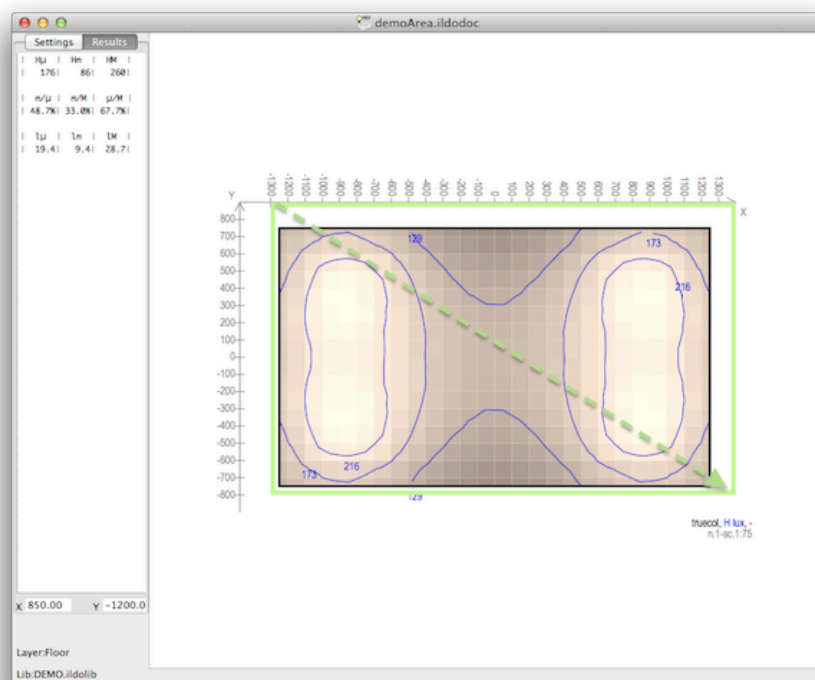 demoArea.ildodoc
Settings Results
| Hμ | Hm | HM |
| 176| 86| 260|
| m/μ | m/M | μ/M |
| 48.7%| 33.0%| 67.7%|
| lμ | lm | lM |
| 19.4| 9.4| 28.7|
-1300 -1200 -1100 -1000 -900 -800 -700 -600 -500 -400 -300 -200 -100 0 100 200 300 400 500 600 700 800 900 1000 1100 1200 1300
Y
X
800
700
600
500
400
300
200
100
0
-100
-200
-300
-400
-500
-600
-700
-800
129
173
216
216
173
129
truecol, H lux, -
n.1-sc.1:75
X 850.00 Y -1200.0
Layer:Floor
Lib:DEMO.ildolib